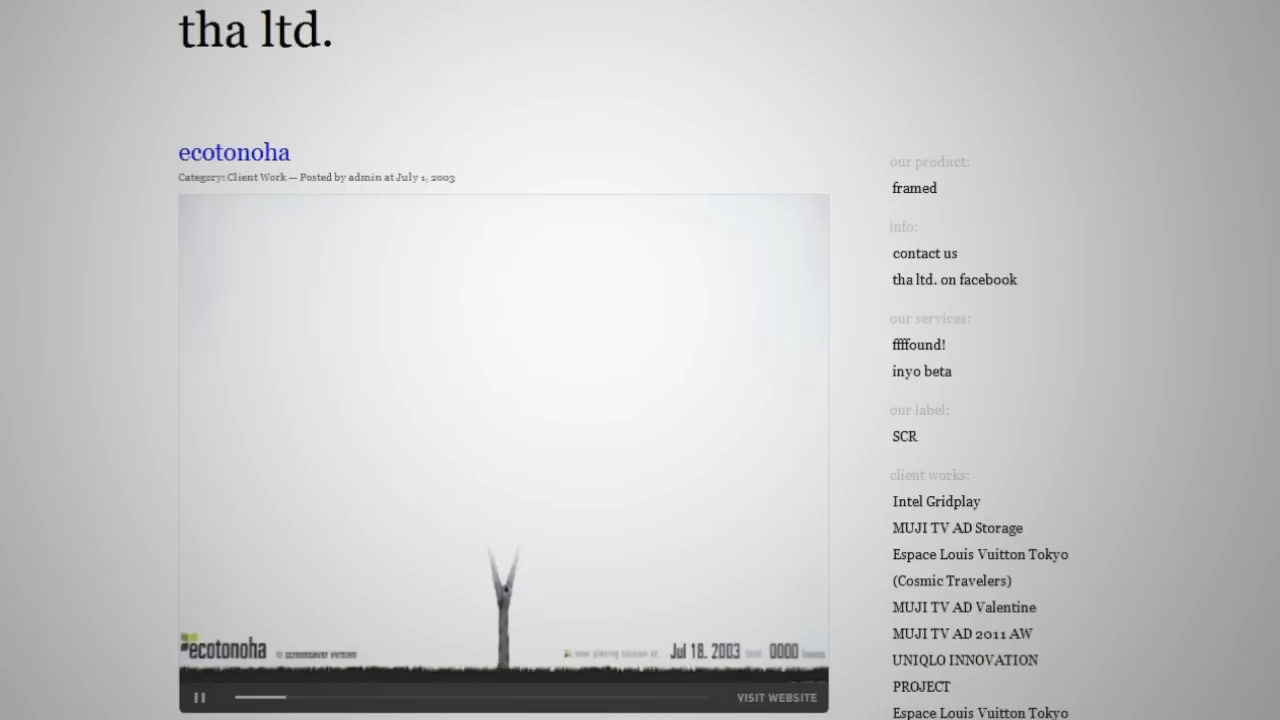 tha ltd.
ecotonoha
Category: Client Work — Posted by admin at July 1, 2003
ecotonoha
Jul 18. 2003
0000
VISIT WEBSITE
our product:
framed
info:
contact us
tha ltd. on facebook
our services:
ffffound!
inyo beta
our label:
SCR
client works:
Intel Gridplay
MUJI TV AD Storage
Espace Louis Vuitton Tokyo
(Cosmic Travelers)
MUJI TV AD Valentine
MUJI TV AD 2011 AW
UNIQLO INNOVATION
PROJECT
Espace Louis Vuitton Tokyo